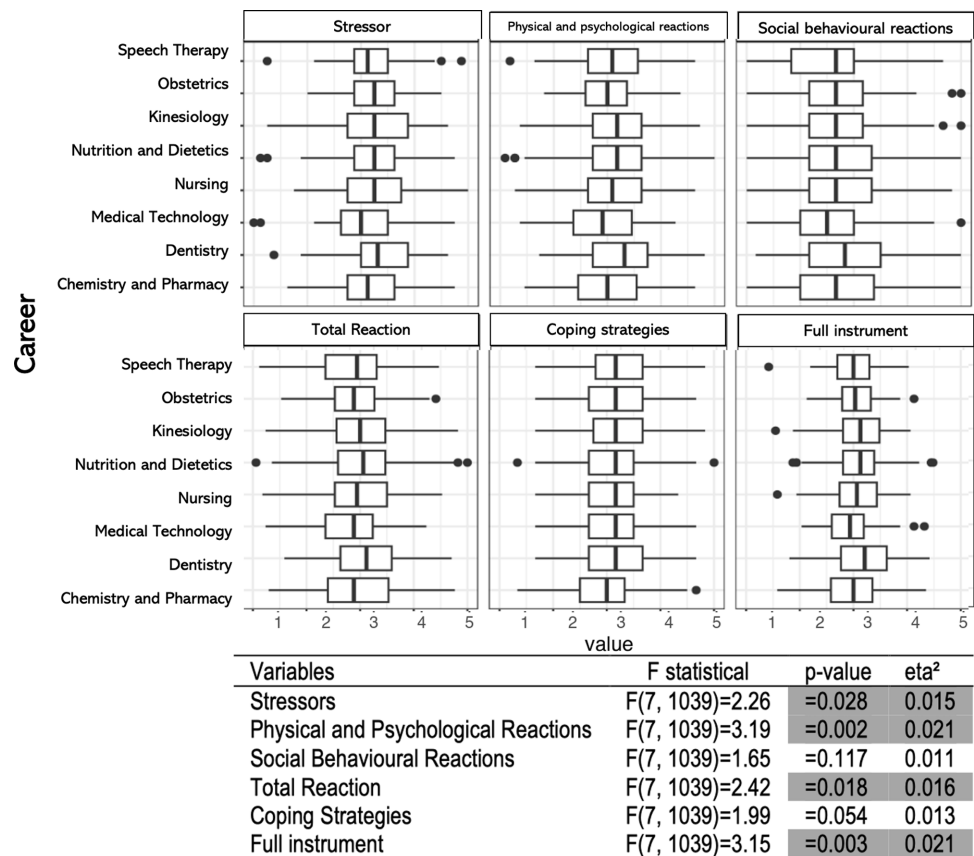 Stressor
Physical and psychological reactions
Social behavioural reactions
Career
Speech Therapy
Obstetrics
Kinesiology
Nutrition and Dietetics
Nursing
Medical Technology
Dentistry
Chemistry and Pharmacy
Total Reaction
Coping strategies
Full instrument
Speech Therapy
Obstetrics
Kinesiology
Nutrition and Dietetics
Nursing
Medical Technology
Dentistry
Chemistry and Pharmacy
1 2 3 4 5 1 2 3 4 5 1 2 3 4 5
value
Variables F statistical p-value eta²
Stressors F(7, 1039)=2.26 =0.028 0.015
Physical and Psychological Reactions F(7, 1039)=3.19 =0.002 0.021
Social Behavioural Reactions F(7, 1039)=1.65 =0.117 0.011
Total Reaction F(7, 1039)=2.42 =0.018 0.016
Coping Strategies F(7, 1039)=1.99 =0.054 0.013
Full instrument F(7, 1039)=3.15 =0.003 0.021